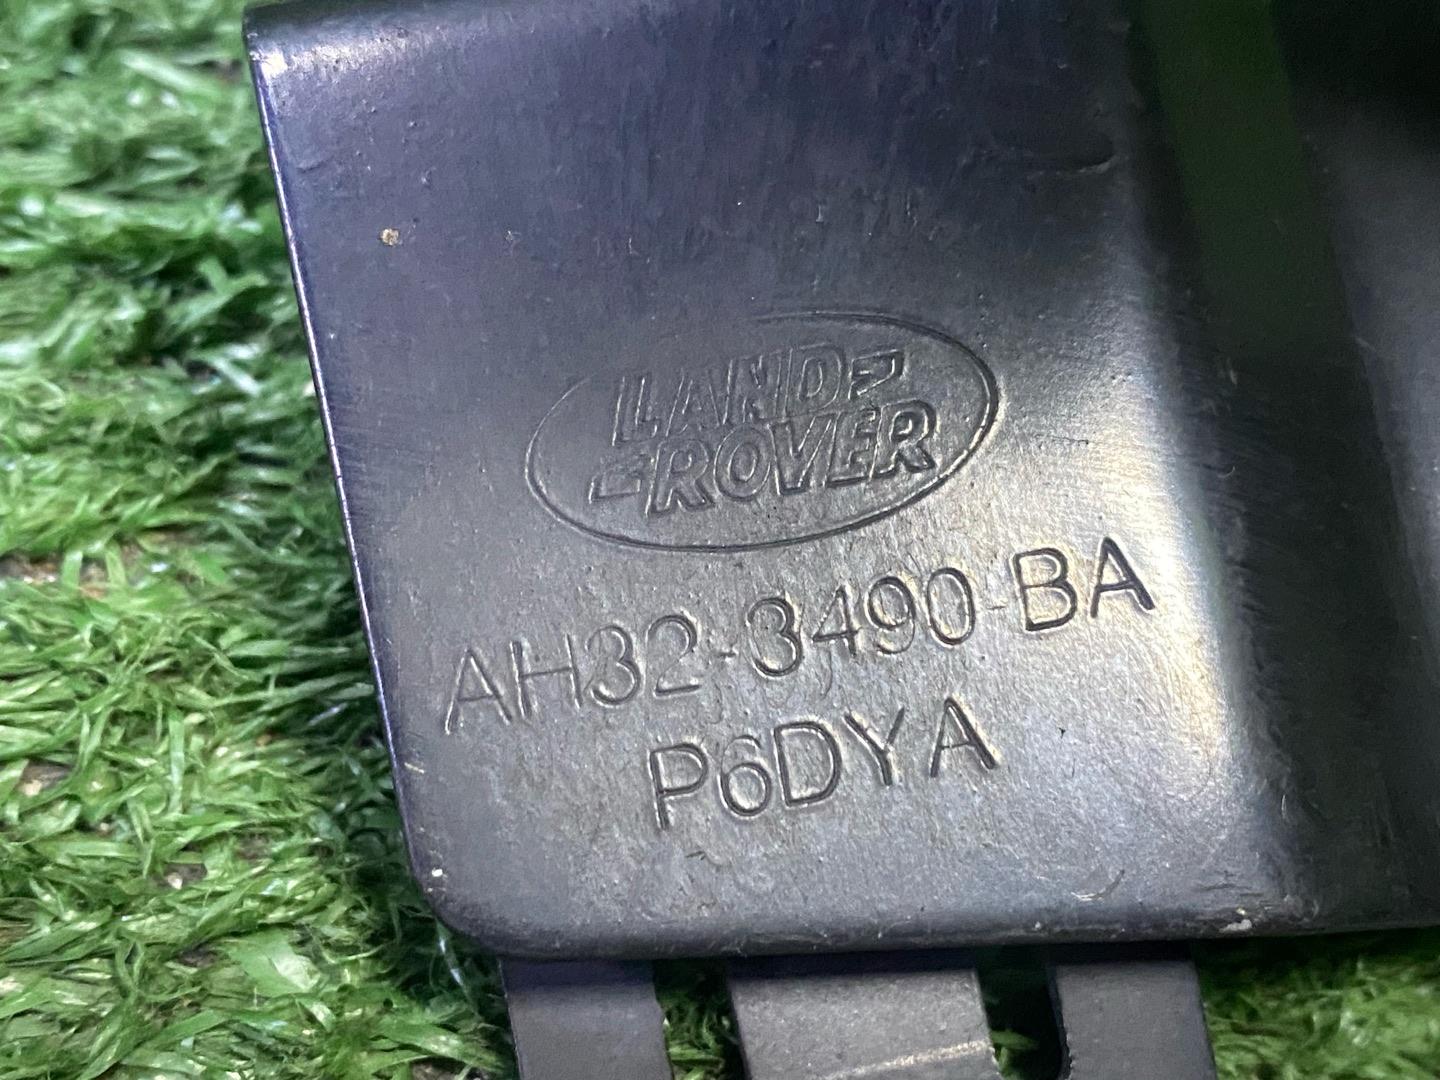 LAND
ROVER
AH32-3490-BA
P6DYA